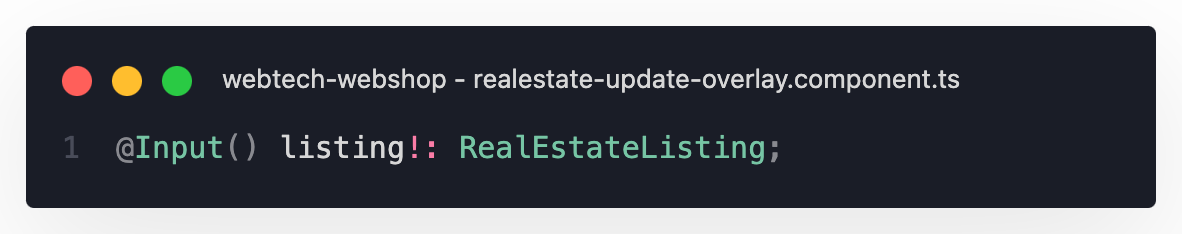 webtech-webshop - realestate-update-overlay.component.ts
1 @Input() listing!: RealEstateListing;